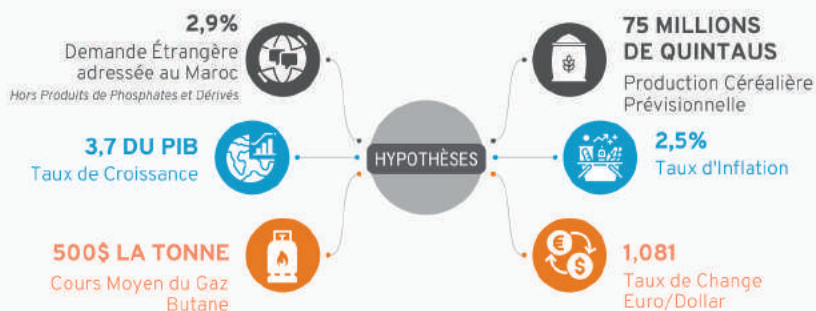 2,9%
Demande Étrangère
adressée au Maroc
Hors Produits de Phosphates et Dérivés
3,7 DU PIB
Taux de Croissance
500$ LA TONNE
Cours Moyen du Gaz
Butane
HYPOTHÈSES
75 MILLIONS
DE QUINTAUS
Production Céréalière
Prévisionnelle
2,5%
Taux d'Inflation
1,081
Taux de Change
Euro/Dollar